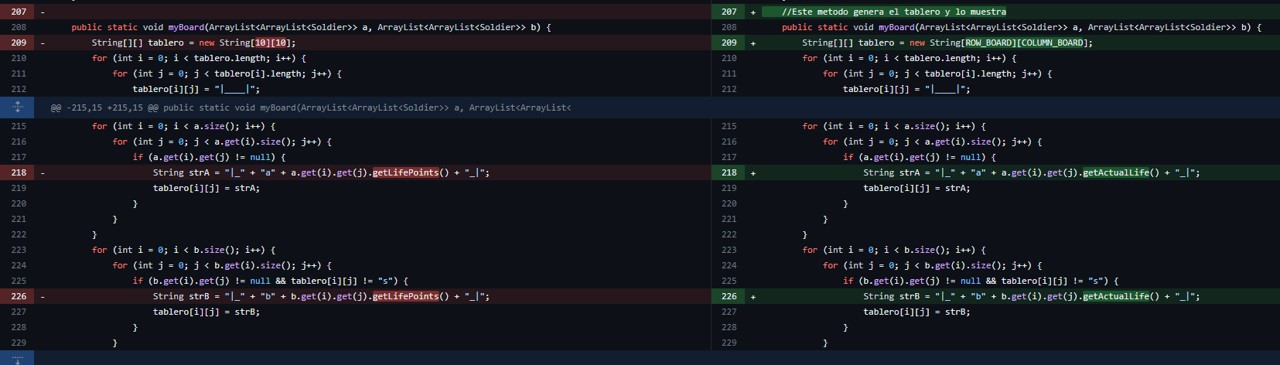 207 -
208 public static void myBoard(ArrayList<ArrayList<Soldier>> a, ArrayList<ArrayList<Soldier>> b) {
209 - String[][] tablero = new String[10][10];
210 for (int i = 0; i < tablero.length; i++) {
211 for (int j = 0; j < tablero[i].length; j++) {
212 tablero[i][j] = "|____|";
@@ -215,15 +215,15 @@ public static void myBoard(ArrayList<ArrayList<Soldier>> a, ArrayList<ArrayList<
215 for (int i = 0; i < a.size(); i++) {
216 for (int j = 0; j < a.get(i).size(); j++) {
217 if (a.get(i).get(j) != null) {
218 - String strA = "|_" + "a" + a.get(i).get(j).getLifePoints() + "_|";
219 tablero[i][j] = strA;
220 }
221 }
222 }
223 for (int i = 0; i < b.size(); i++) {
224 for (int j = 0; j < b.get(i).size(); j++) {
225 if (b.get(i).get(j) != null && tablero[i][j] != "s") {
226 - String strB = "|_" + "b" + b.get(i).get(j).getLifePoints() + "_|";
227 tablero[i][j] = strB;
228 }
229 }
207 + //Este metodo genera el tablero y lo muestra
208 public static void myBoard(ArrayList<ArrayList<Soldier>> a, ArrayList<ArrayList<Soldier>> b) {
209 + String[][] tablero = new String[ROW_BOARD][COLUMN_BOARD];
210 for (int i = 0; i < tablero.length; i++) {
211 for (int j = 0; j < tablero[i].length; j++) {
212 tablero[i][j] = "|____|";
215 for (int i = 0; i < a.size(); i++) {
216 for (int j = 0; j < a.get(i).size(); j++) {
217 if (a.get(i).get(j) != null) {
218 + String strA = "|_" + "a" + a.get(i).get(j).getActualLife() + "_|";
219 tablero[i][j] = strA;
220 }
221 }
222 }
223 for (int i = 0; i < b.size(); i++) {
224 for (int j = 0; j < b.get(i).size(); j++) {
225 if (b.get(i).get(j) != null && tablero[i][j] != "s") {
226 + String strB = "|_" + "b" + b.get(i).get(j).getActualLife() + "_|";
227 tablero[i][j] = strB;
228 }
229 }